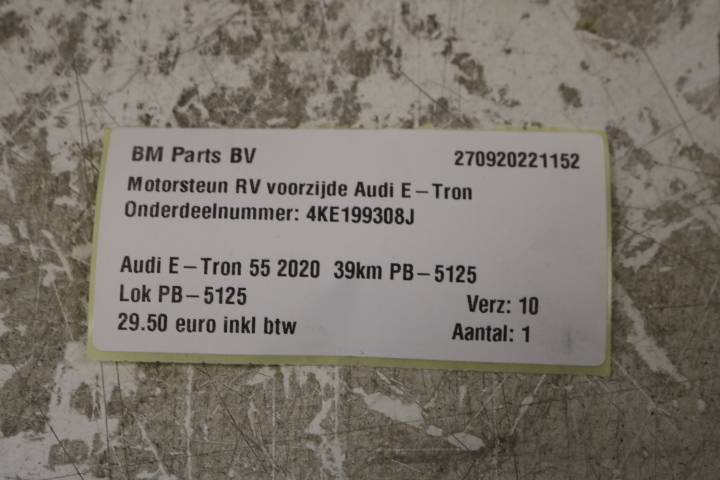 BM Parts BV 270920221152
Motorsteun RV voorzijde Audi E-Tron
Onderdeelnummer: 4KE199308J
Audi E-Tron 55 2020 39km PB-5125
Lok PB-5125 Verz: 10
29.50 euro inkl btw Aantal: 1